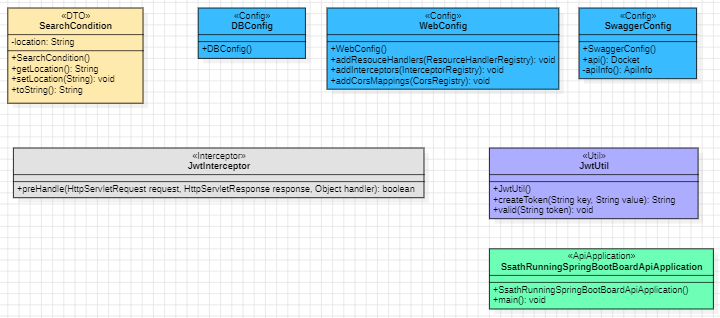 «DTO»
SearchCondition
-location: String
+SearchCondition()
+getLocation(): String
+setLocation(String): void
+toString(): String
«Config»
DBConfig
+DBConfig()
«Config»
WebConfig
+WebConfig()
+addResouceHandlers(ResourceHandlerRegistry): void
+addInterceptors(InterceptorRegistry): void
+addCorsMappings(CorsRegistry): void
«Config»
SwaggerConfig
+SwaggerConfig()
+api(): Docket
-apiInfo(): ApiInfo
«Interceptor»
JwtInterceptor
+preHandle(HttpServletRequest request, HttpServletResponse response, Object handler): boolean
«Util»
JwtUtil
+JwtUtil()
+createToken(String key, String value): String
+valid(String token): void
«ApiApplication»
SsathRunningSpringBootBoardApiApplication
+SsathRunningSpringBootBoardApiApplication()
+main(): void